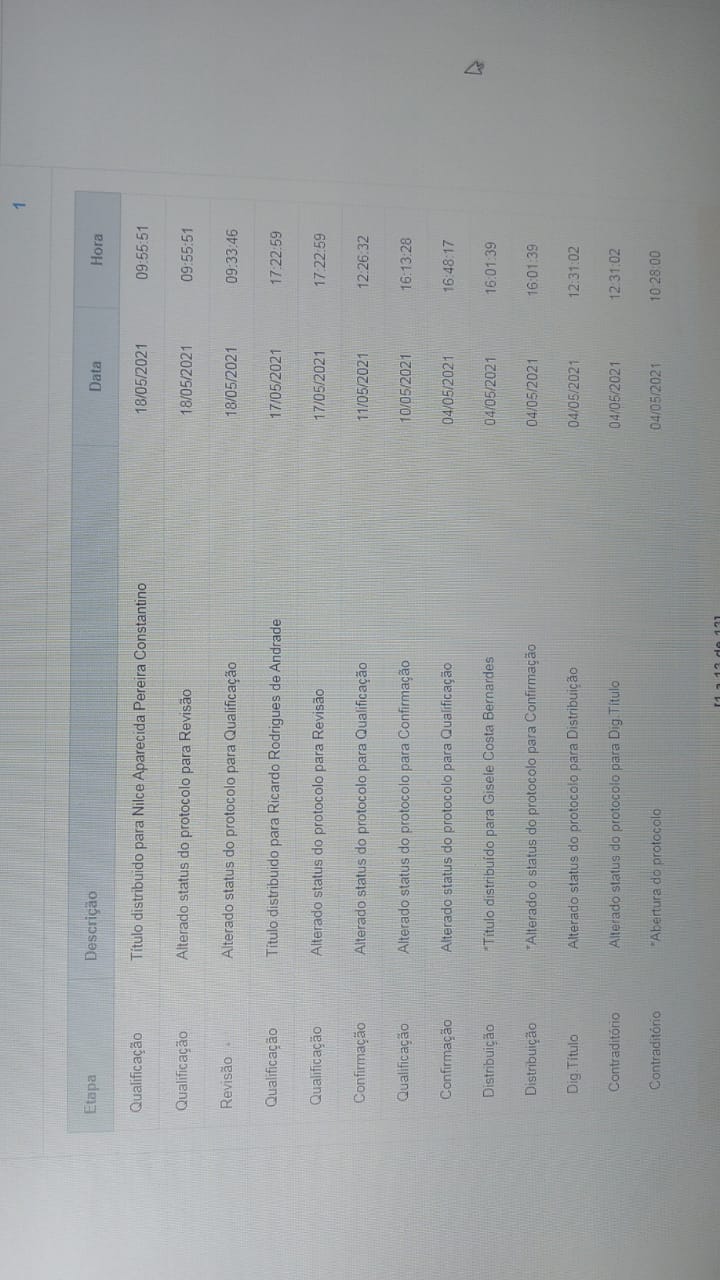 1
Etapa Descrição Data Hora
Qualificação Título distribuido para Nilce Aparecida Pereira Constantino 18/05/2021 09:55:51
Qualificação Alterado status do protocolo para Revisão 18/05/2021 09:55:51
Revisão Alterado status do protocolo para Qualificação 18/05/2021 09:33:46
Qualificação Título distribuido para Ricardo Rodrigues de Andrade 17/05/2021 17:22:59
Qualificação Alterado status do protocolo para Revisão 17/05/2021 17:22:59
Confirmação Alterado status do protocolo para Qualificação 11/05/2021 12:26:32
Qualificação Alterado status do protocolo para Confirmação 10/05/2021 16:13:28
Confirmação Alterado status do protocolo para Qualificação 04/05/2021 16:48:17
Distribuição *Título distribuído para Gisele Costa Bernardes 04/05/2021 16:01:39
Distribuição *Alterado o status do protocolo para Confirmação 04/05/2021 16:01:39
Dig.Título Alterado status do protocolo para Distribuição 04/05/2021 12:31:02
Contraditório Alterado status do protocolo para Dig.Título 04/05/2021 12:31:02
Contraditório *Abertura do protocolo 04/05/2021 10:28:00
[1 a 13 de 13]